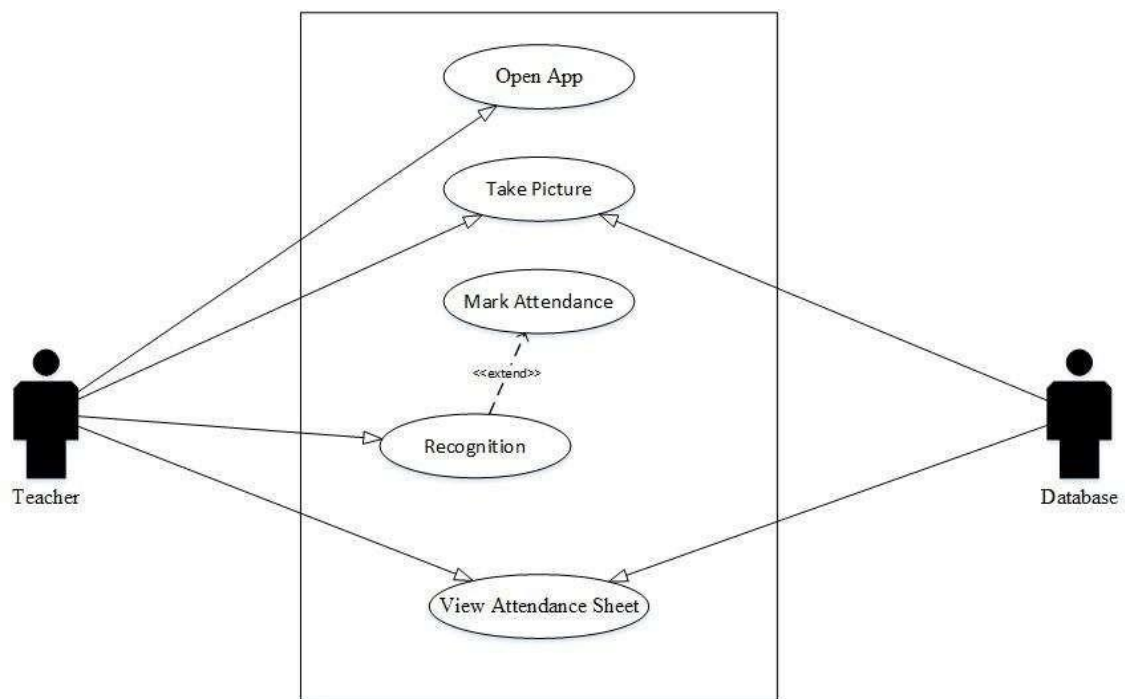 Open App
Take Picture
Mark Attendance
<<extend>>
Recognition
Teacher
Database
View Attendance Sheet